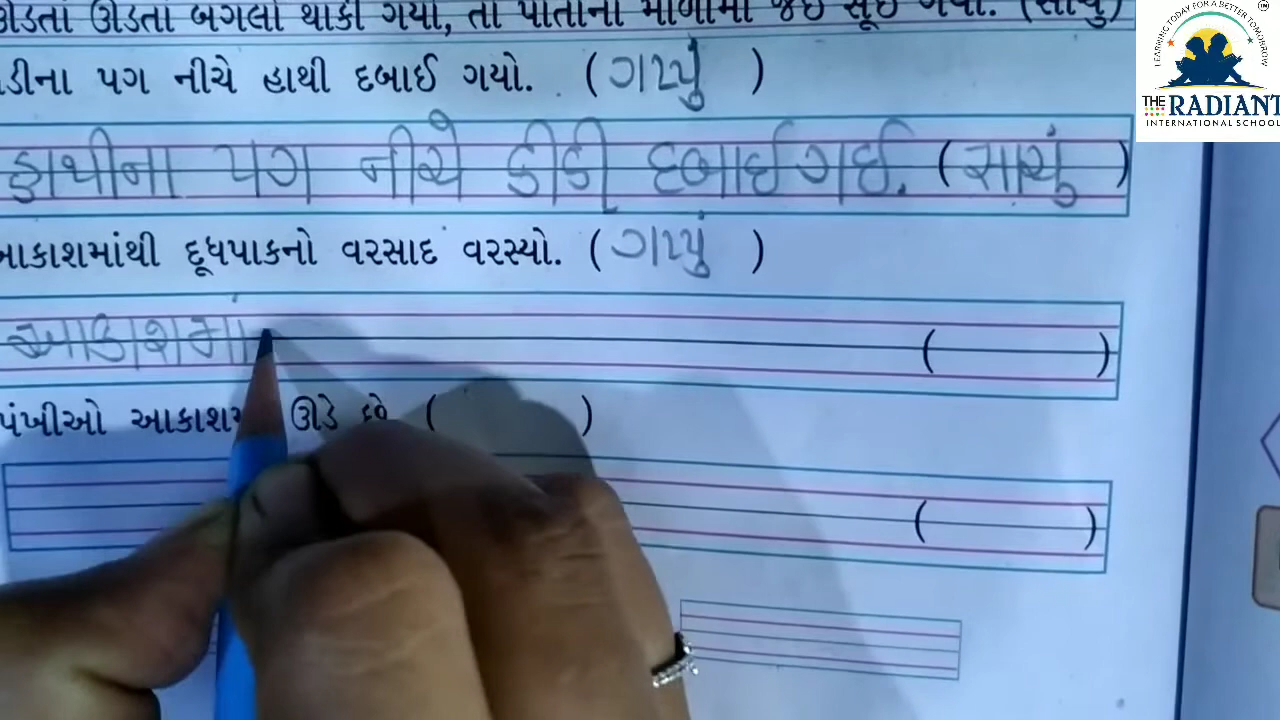 ઊડતાં ઊડતાં બગલો થાકી ગયો, તો પોતાના માળામાં જઈ સૂઈ ગયો. (સાચું)
ડીના પગ નીચે હાથી દબાઈ ગયો. (ગપ્પું)
હાથીના પગ નીચે કીડી દબાઈ ગઈ. (સાચું)
આકાશમાંથી દૂધપાકનો વરસાદ વરસ્યો. (ગપ્પું)
આકાશમાં ( )
પંખીઓ ઊડે ( )
( )
LEARNING TODAY FOR A BETTER TOMORROW
THE RADIANT
INTERNATIONAL SCHOOL